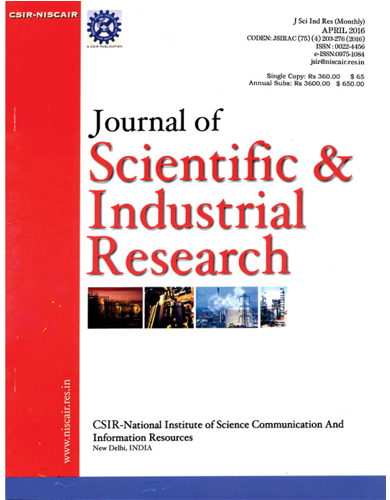 CSIR-NISCAIR
A CSIR PUBLICATION
J Sci Ind Res (Monthly)
APRIL 2016
CODEN: JSIRAC (75) (4) 203-276 (2016)
ISSN : 0022-4456
e-ISSN:0975-1084
jsir@niscair.res.in
Single Copy: Rs 360.00 $ 65
Annual Subs: Rs 3600.00 $ 650.00
Journal of
Scientific &
Industrial
Research
www.niscair.res.in
CSIR-National Institute of Science Communication And
Information Resources
New Delhi, INDIA